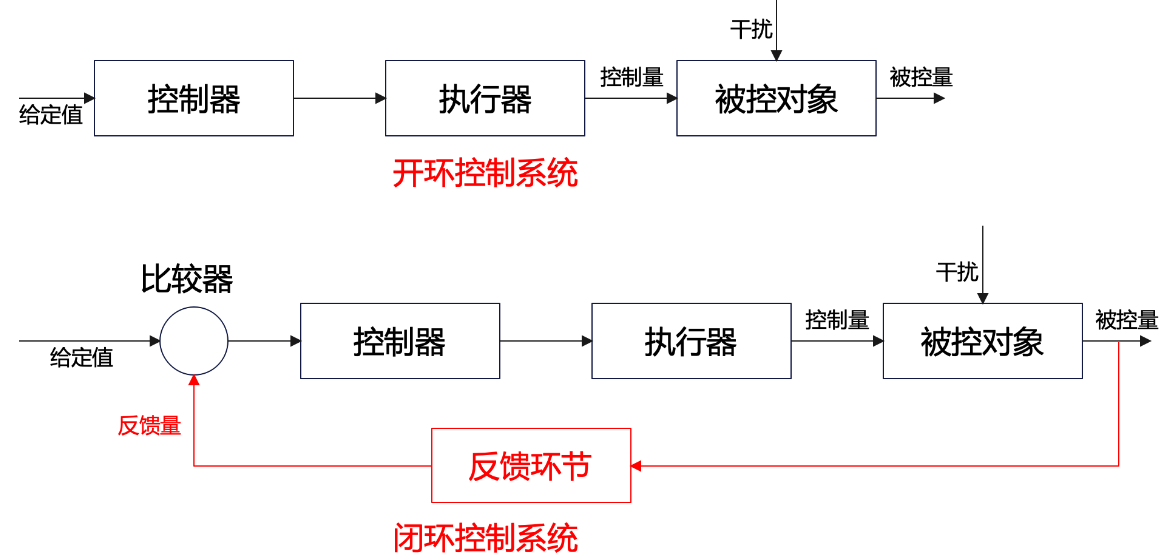 干扰
控制量
被控量
控制器
执行器
被控对象
给定值
开环控制系统
比较器
干扰
控制量
被控量
控制器
执行器
被控对象
给定值
反馈量
反馈环节
闭环控制系统